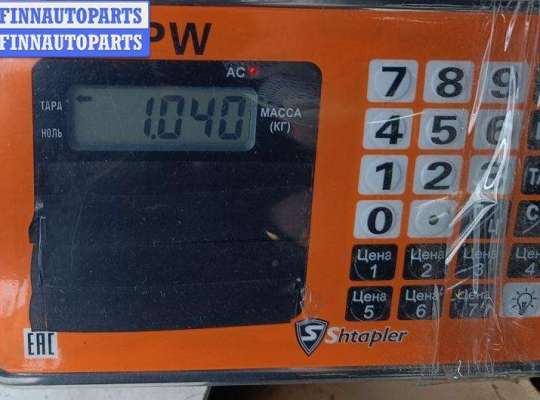 FINNAUTOPARTS
FINNAUTOPARTS
PW
AC
ТАРА
НОЛЬ
1.040
МАССА
(КГ)
7 8 9
4 5 6
1 2 3
0 .
Цена 1
Цена 2
Цена 3
Цена 4
Цена 5
Цена 6
Цена 7
Shtapler
EAC